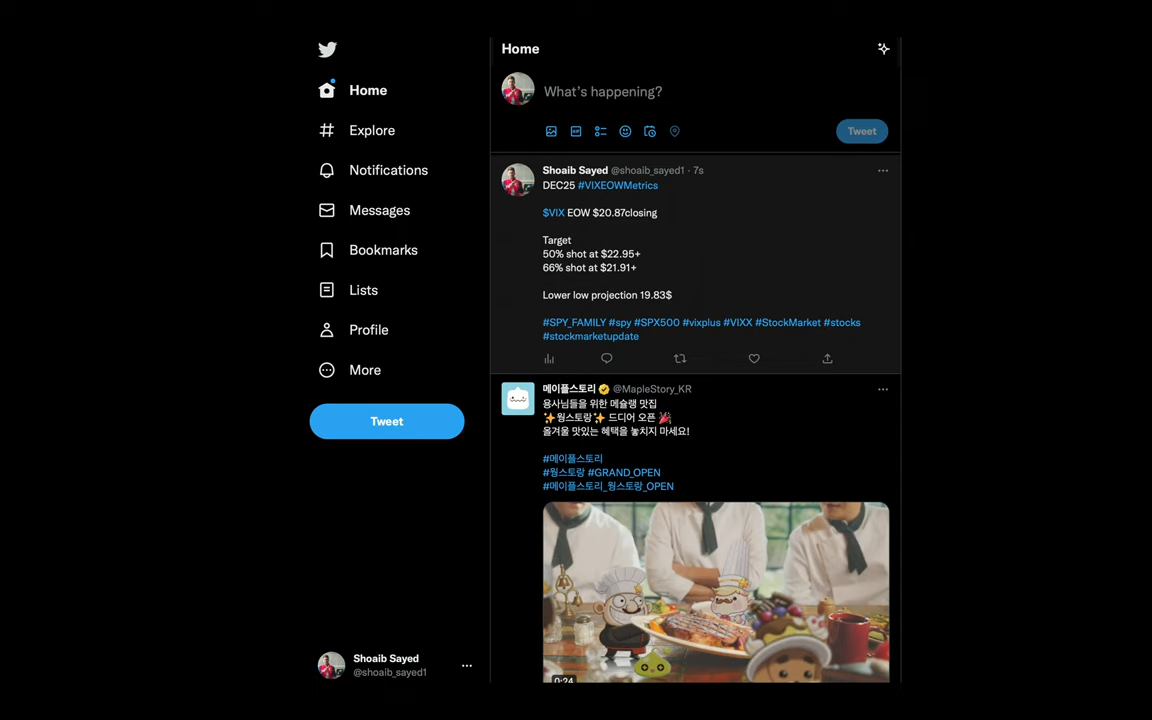 Home
Explore
Notifications
Messages
Bookmarks
Lists
Profile
More
Tweet
Shoaib Sayed
@shoaib_sayed1
Home
What's happening?
GIF
Tweet
Shoaib Sayed @shoaib_sayed1 · 7s
DEC25 #VIXEOWMetrics
$VIX EOW $20.87closing
Target
50% shot at $22.95+
66% shot at $21.91+
Lower low projection 19.83$
#SPY_FAMILY #spy #SPX500 #vixplus #VIXX #StockMarket #stocks
#stockmarketupdate
메이플스토리 @MapleStory_KR
용사님들을 위한 메슐랭 맛집
✨웡스토랑✨ 드디어 오픈 🎉
올겨울 맛있는 혜택을 놓치지 마세요!
#메이플스토리
#웡스토랑 #GRAND_OPEN
#메이플스토리_웡스토랑_OPEN
0:24